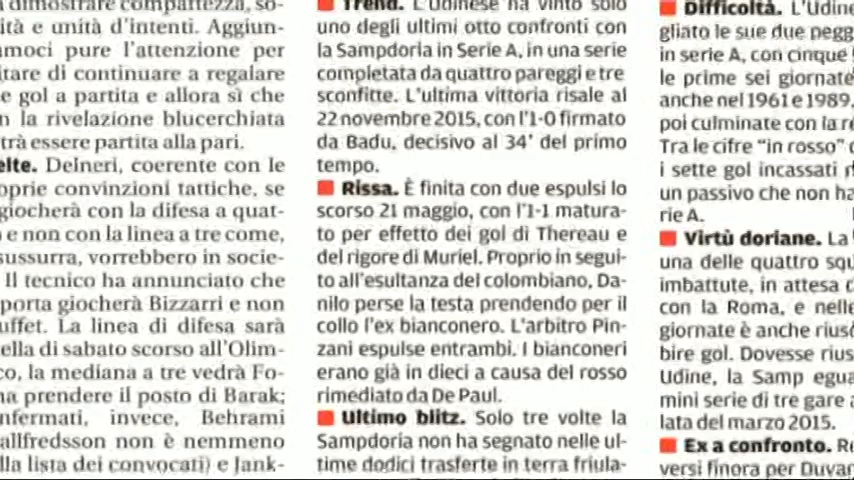 dimostrare compattezza, so-
ità e unità d'intenti. Aggiun-
amoci pure l'attenzione per
itare di continuare a regalare
e gol a partita e allora sì che
n la rivelazione blucerchiata
trà essere partita alla pari.
elte. Delneri, coerente con le
oprie convinzioni tattiche, se
giocherà con la difesa a quat-
o e non con la linea a tre come,
sussurra, vorrebbero in socie-
Il tecnico ha annunciato che
porta giocherà Bizzarri e non
uffet. La linea di difesa sarà
ella di sabato scorso all'Olim-
co, la mediana a tre vedrà Fo-
na prendere il posto di Barak;
nfermati, invece, Behrami
allfredsson non è nemmeno
lla lista dei convocati) e Jank-
Trend. L'Udinese ha vinto solo
uno degli ultimi otto confronti con
la Sampdoria in Serie A, in una serie
completata da quattro pareggi e tre
sconfitte. L'ultima vittoria risale al
22 novembre 2015, con l'1-0 firmato
da Badu, decisivo al 34' del primo
tempo.
Rissa. È finita con due espulsi lo
scorso 21 maggio, con l'1-1 matura-
to per effetto dei gol di Thereau e
del rigore di Muriel. Proprio in segui-
to all'esultanza del colombiano, Da-
nilo perse la testa prendendo per il
collo l'ex bianconero. L'arbitro Pin-
zani espulse entrambi. I bianconeri
erano già in dieci a causa del rosso
rimediato da De Paul.
Ultimo blitz. Solo tre volte la
Sampdoria non ha segnato nelle ul-
time dodici trasferte in terra friula-
Difficoltà. L'Udine
gliato le sue due pegg
in serie A, con cinque
le prime sei giornate
anche nel 1961 e 1989.
poi culminate con la re
Tra le cifre "in rosso"
i sette gol incassati
un passivo che non ha
rie A.
Virtù doriane. La
una delle quattro squ
imbattute, in attesa
con la Roma, e nelle
giornate è anche rius
bire gol. Dovesse rius
Udine, la Samp egua
mini serie di tre gare
lata del marzo 2015.
Ex a confronto. Re
versi finora per Duvan